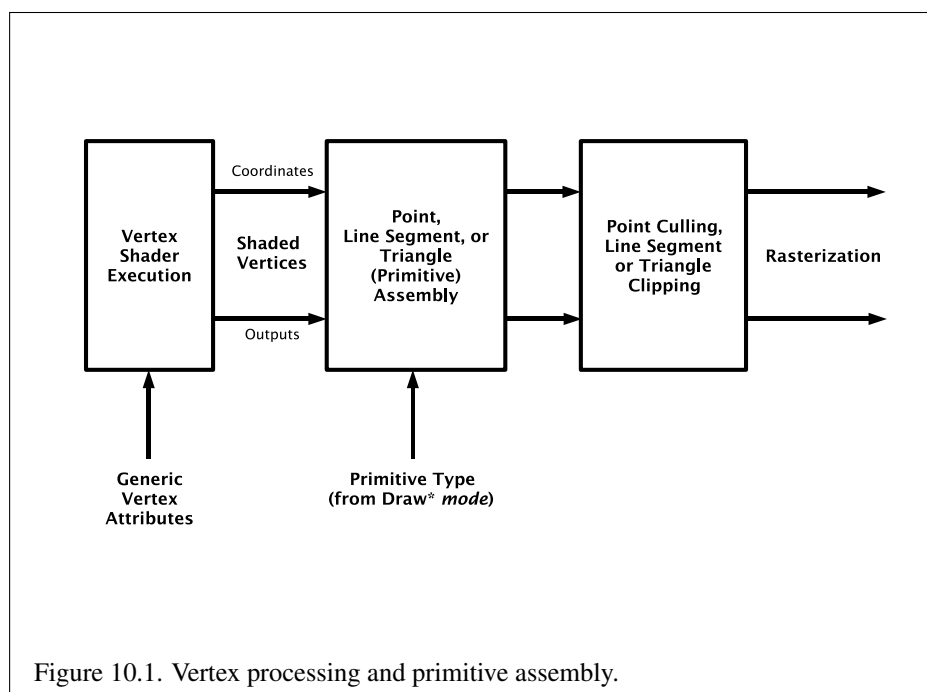 Coordinates
Vertex
Shader
Execution
Shaded
Vertices
Outputs
Point,
Line Segment, or
Triangle
(Primitive)
Assembly
Point Culling,
Line Segment
or Triangle
Clipping
Rasterization
Generic
Vertex
Attributes
Primitive Type
(from Draw* mode)
Figure 10.1. Vertex processing and primitive assembly.